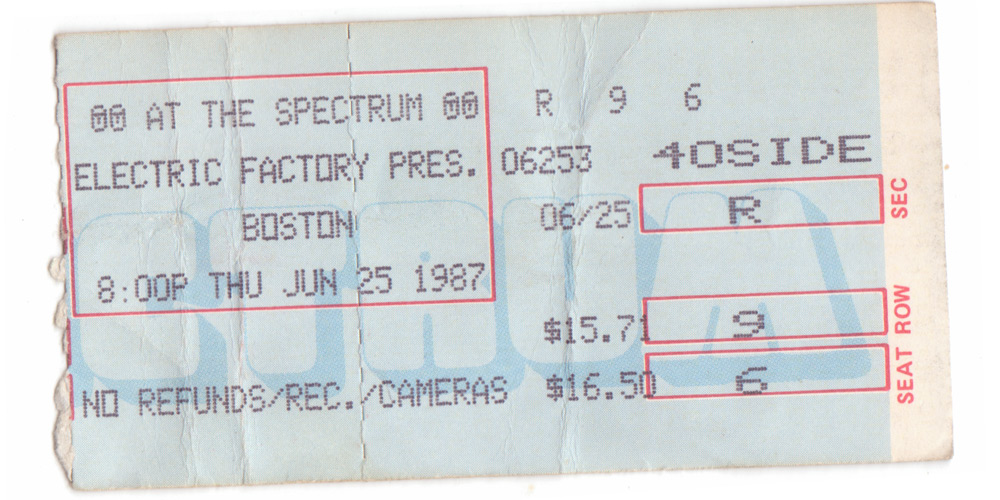 00 AT THE SPECTRUM 00 R 9 6
ELECTRIC FACTORY PRES. 06253 40SIDE
BOSTON 06/25 R SEC
8:00P THU JUN 25 1987
$15.71 9 ROW
NO REFUNDS/REC./CAMERAS $16.50 6 SEAT